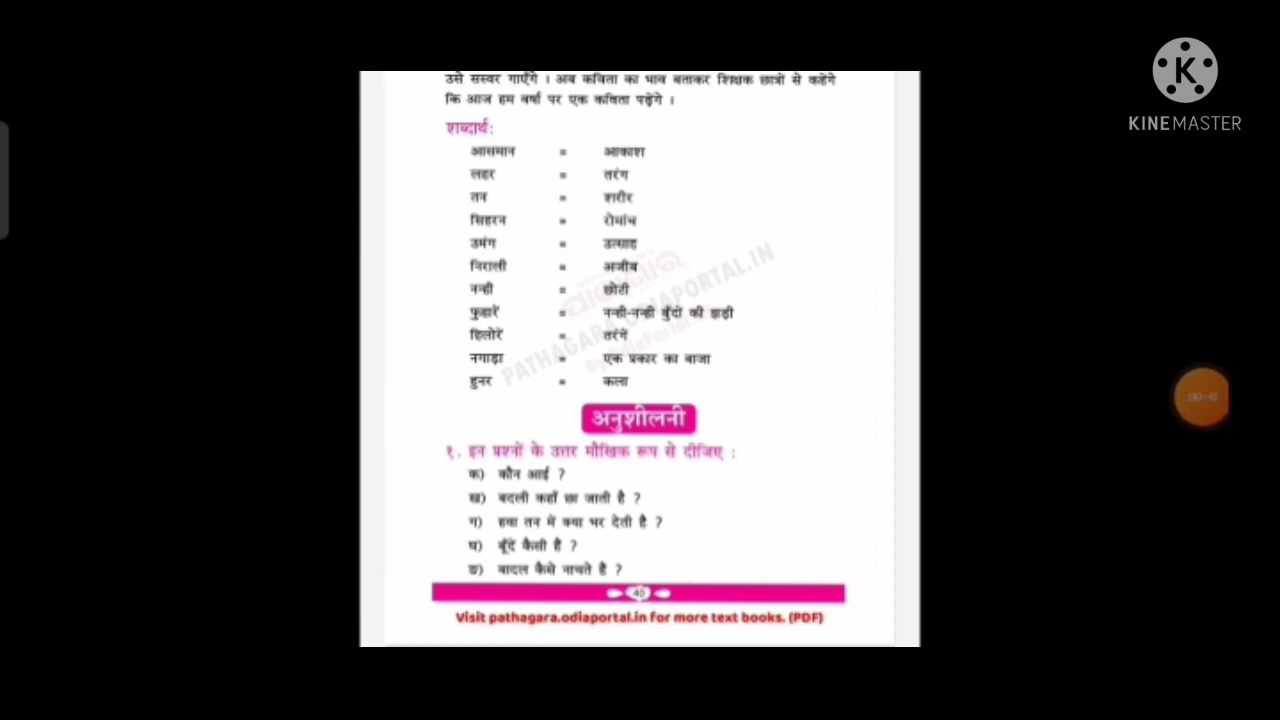 उसे सस्वर गाएँगे । अब कविता का भाव बताकर शिक्षक छात्रों से कहेंगे
कि आज हम वर्षा पर एक कविता पढ़ेंगे ।
शब्दार्थ:
आसमान = आकाश
लहर = तरंग
तन = शरीर
सिहरन = रोमांच
उमंग = उत्साह
निराली = अजीब
नन्ही = छोटी
फुहारें = नन्ही-नन्ही बुँदों की झड़ी
हिलोरें = तरंगें
नगाड़ा = एक प्रकार का बाजा
हुनर = कला
अनुशीलनी
१. इन प्रश्नों के उत्तर मौखिक रूप से दीजिए :
क) कौन आई ?
ख) बदली कहाँ छा जाती है ?
ग) हवा तन में क्या भर देती है ?
घ) बूँदें कैसी है ?
ङ) बादल कैसे नाचते हैं ?
40
Visit pathagara.odiaportal.in for more text books. (PDF)
PATHAGARA.ODIAPORTAL.IN
K
KINEMASTER